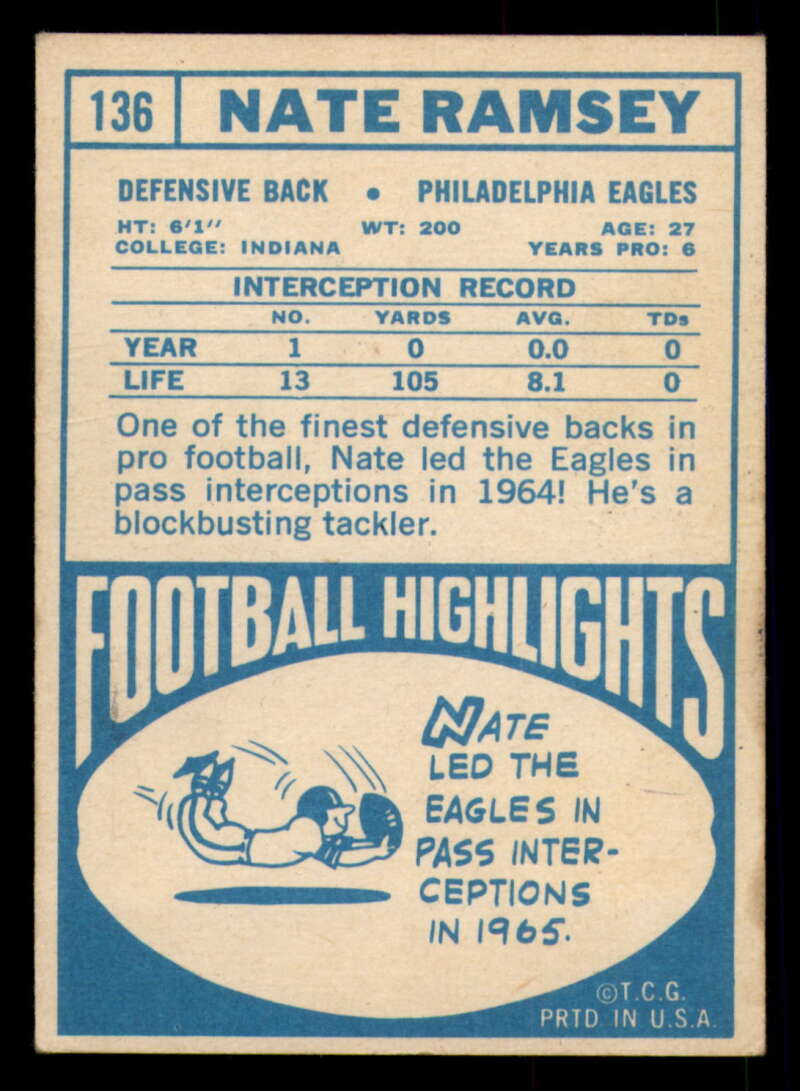 136 NATE RAMSEY
DEFENSIVE BACK • PHILADELPHIA EAGLES
HT: 6'1'' WT: 200 AGE: 27
COLLEGE: INDIANA YEARS PRO: 6
INTERCEPTION RECORD
NO. YARDS AVG. TDs
YEAR 1 0 0.0 0
LIFE 13 105 8.1 0
One of the finest defensive backs in
pro football, Nate led the Eagles in
pass interceptions in 1964! He's a
blockbusting tackler.
FOOTBALL HIGHLIGHTS
NATE
LED THE
EAGLES IN
PASS INTER-
CEPTIONS
IN 1965.
©T.C.G.
PRTD IN U.S.A.